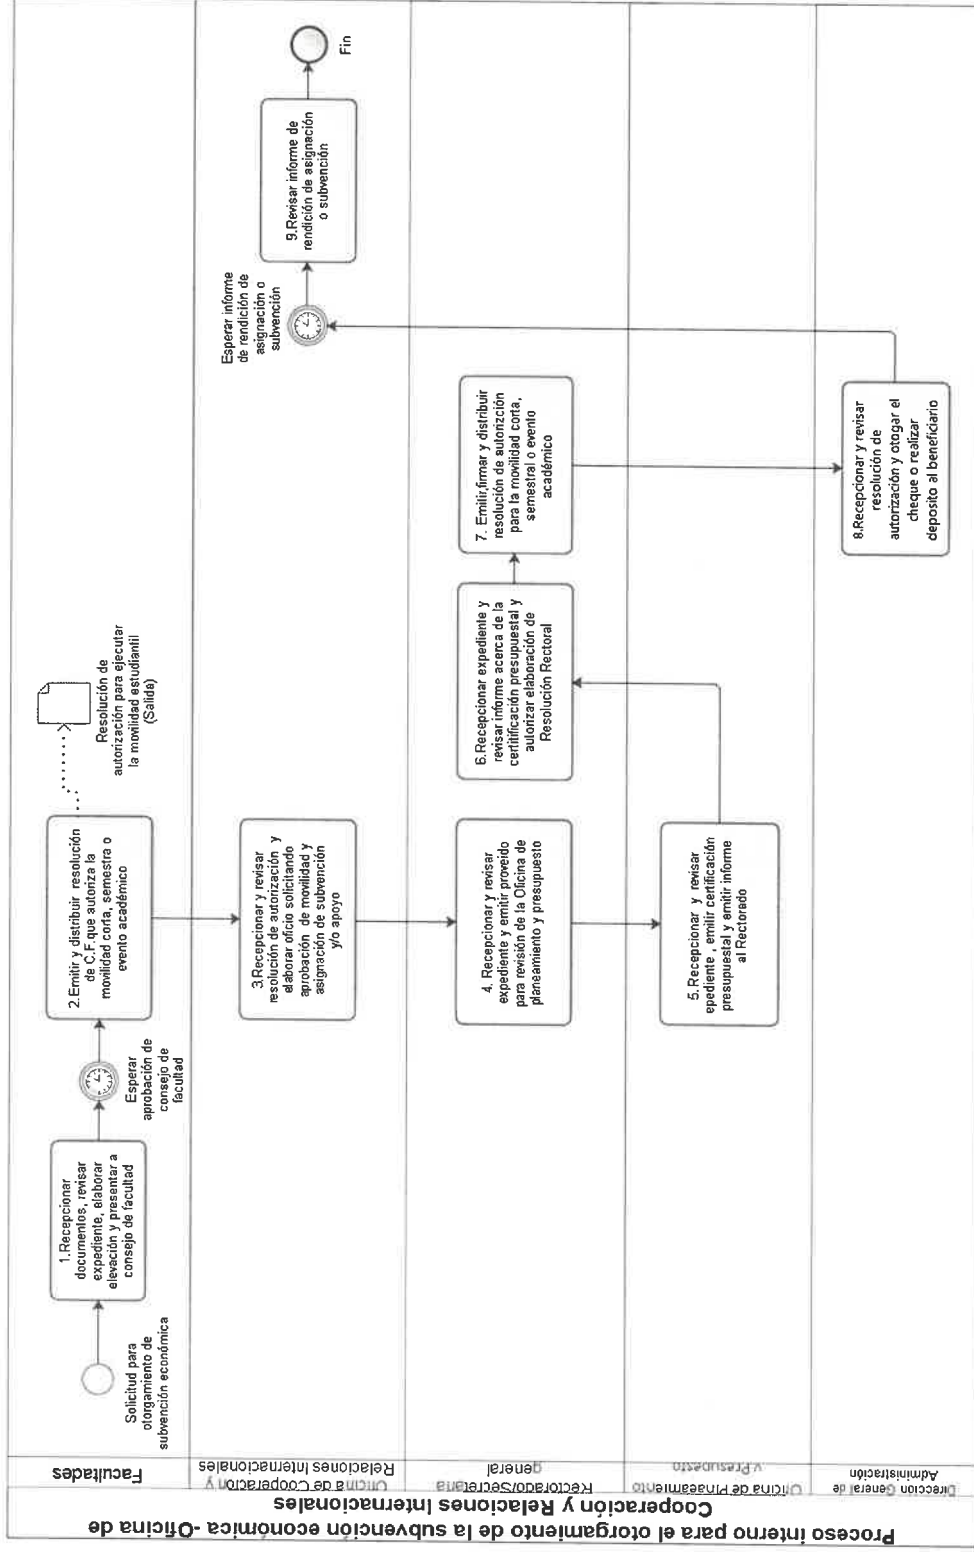 Proceso interno para el otorgamiento de la subvención económica -Oficina de
Cooperación y Relaciones Internacionales
Facultades
Solicitud para
otorgamiento de
subvención económica
1.Recepcionar
documentos, revisar
expediente, elaborar
elevación y presentar a
consejo de facultad
Esperar
aprobación de
consejo de
facultad
2.Emitir y distribuir resolución
de C.F.que autoriza la
movilidad corta, semestra o
evento académico
Resolución de
autorización para ejecutar
la movilidad estudiantil
(Salida)
Oficina de Cooperación y
Relaciones Internacionales
3.Recepcionar y revisar
resolución de autorización y
elaborar oficio solicitando
aprobación de movilidad y
asignación de subvención
y/o apoyo
Esperar informe
de rendición de
asignación o
subvención
9.Revisar informe de
rendición de asignación
o subvención
Fin
Rectorado/Secretaria
general
4. Recepcionar y revisar
expediente y emitir proveido
para revisión de la Oficina de
planeamiento y presupuesto
6.Recepcionar expediente y
revisar informe acerca de la
certitificación presupuestal y
autorizar elaboración de
Resolución Rectoral
7. Emitir,firmar y distribuir
resolución de autorizción
para la movilidad corta,
semestral o evento
académico
Oficina de Pinaeamiento
y Presupuesto
5. Recepcionar y revisar
epediente , emitir certificación
presupuestal y emitir informe
al Rectorado
Dirección General de
Administración
8.Recepcionar y revisar
resolución de
autorización y otogar el
cheque o realizar
deposito al beneficiario